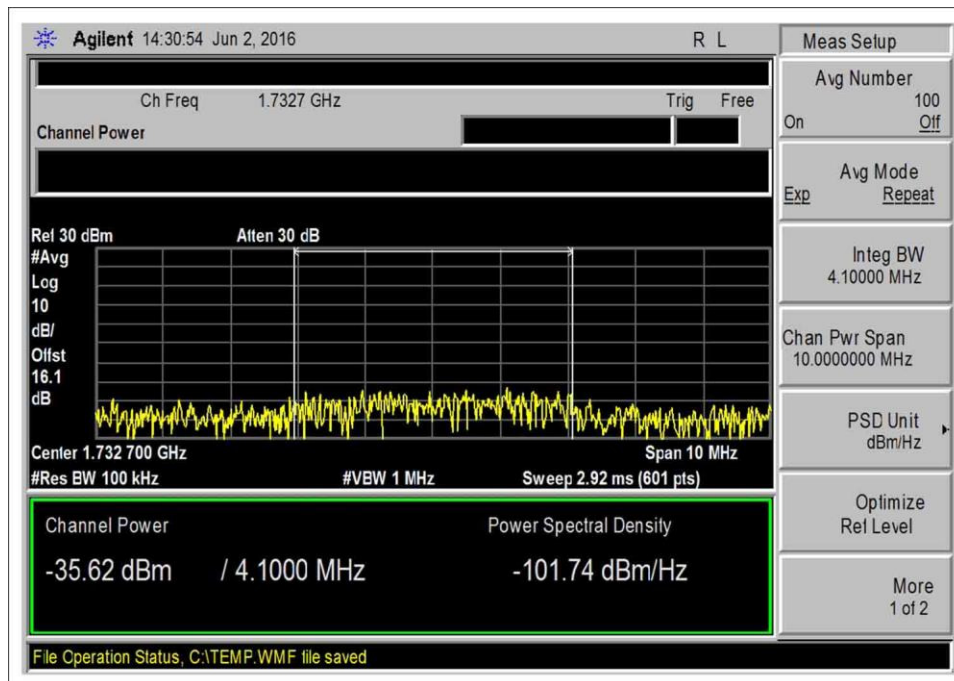 Agilent 14:30:54 Jun 2, 2016 R L
Ch Freq 1.7327 GHz Trig Free
Channel Power
Ref 30 dBm Atten 30 dB
#Avg
Log
10
dB/
Offst
16.1
dB
Center 1.732 700 GHz Span 10 MHz
#Res BW 100 kHz #VBW 1 MHz Sweep 2.92 ms (601 pts)
Channel Power Power Spectral Density
-35.62 dBm / 4.1000 MHz -101.74 dBm/Hz
File Operation Status, C:\TEMP.WMF file saved
Meas Setup
Avg Number
100
On Off
Avg Mode
Exp Repeat
Integ BW
4.10000 MHz
Chan Pwr Span
10.0000000 MHz
PSD Unit
dBm/Hz
Optimize
Ref Level
More
1 of 2